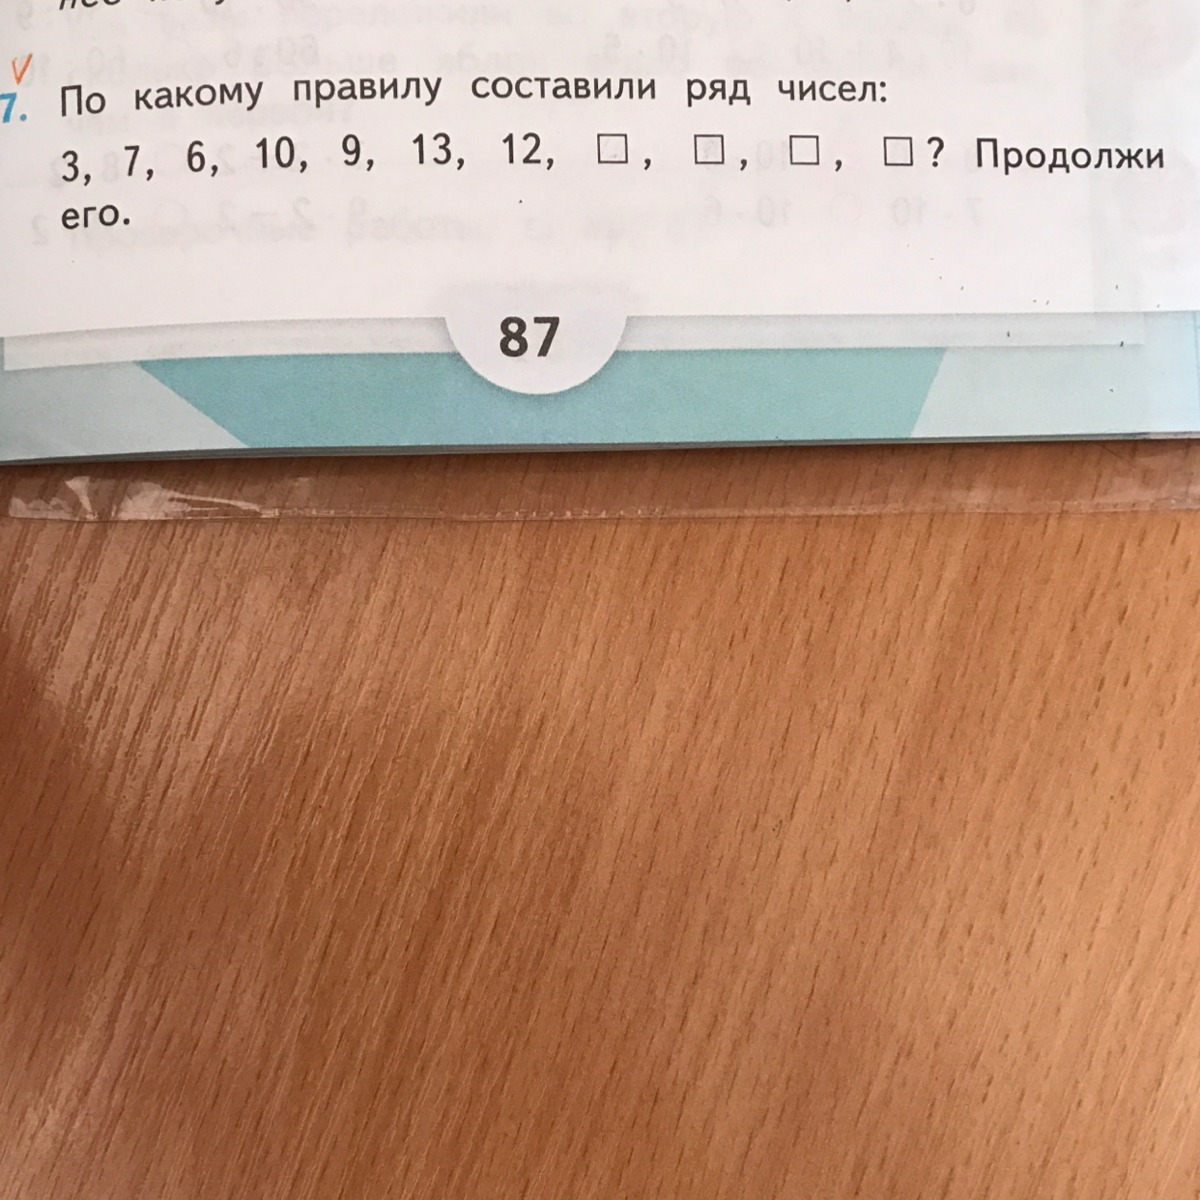 7. По какому правилу составили ряд чисел:
3, 7, 6, 10, 9, 13, 12, □, □, □, □? Продолжи
его.
87